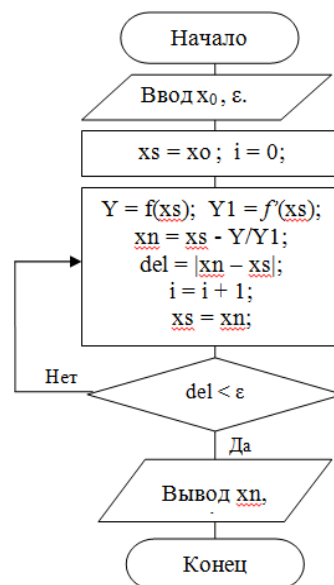 Начало
Ввод x₀, ε.
xs = xo ; i = 0;
Y = f(xs); Y1 = f'(xs);
xn = xs - Y/Y1;
del = |xn – xs|;
i = i + 1;
xs = xn;
Нет
del < ε
Да
Вывод xn,
.
Конец